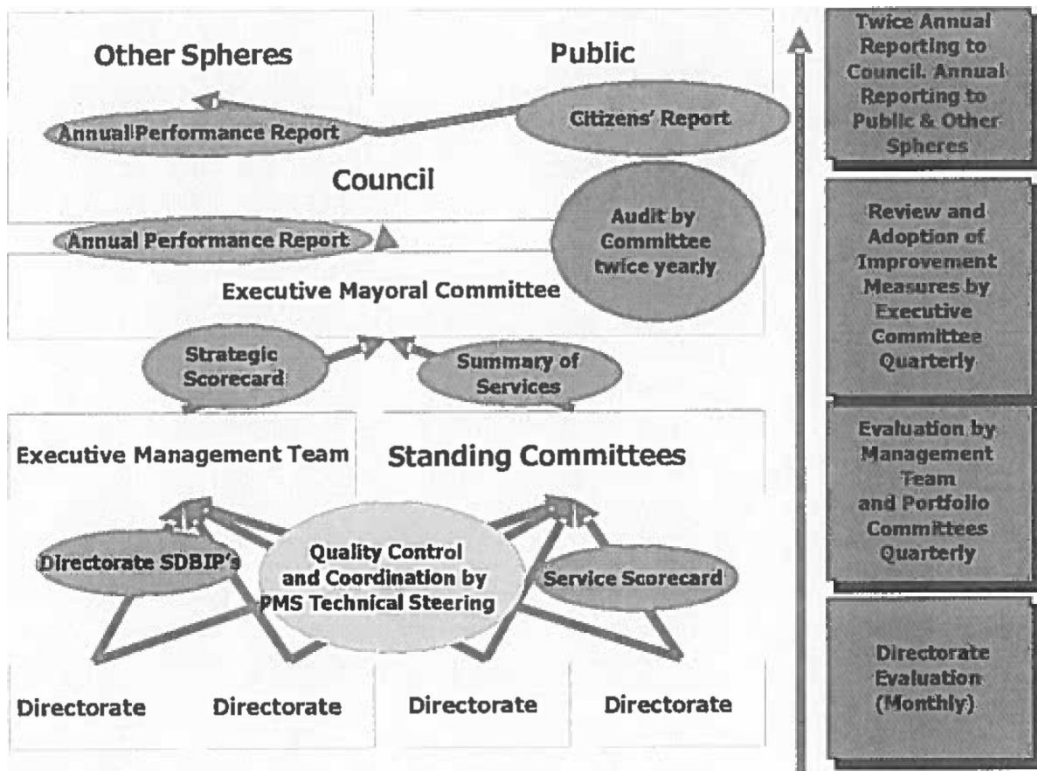 Other Spheres
Public
Annual Performance Report
Citizens' Report
Council
Annual Performance Report
Audit by
Committee
twice yearly
Executive Mayoral Committee
Strategic
Scorecard
Summary of
Services
Executive Management Team
Standing Committees
Directorate SDBIP's
Quality Control
and Coordination by
PMS Technical Steering
Service Scorecard
Directorate
Directorate
Directorate
Directorate
Twice Annual
Reporting to
Council. Annual
Reporting to
Public & Other
Spheres
Review and
Adoption of
Improvement
Measures by
Executive
Committee
Quarterly
Evaluation by
Management
Team
and Portfolio
Committees
Quarterly
Directorate
Evaluation
(Monthly)